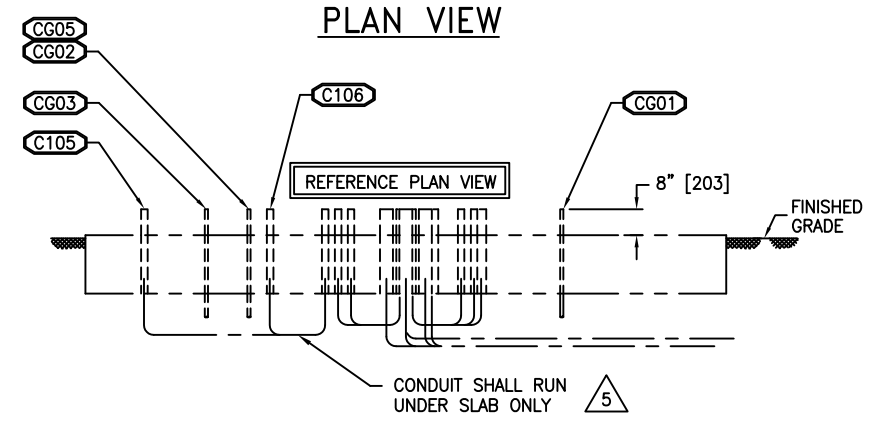 PLAN VIEW
CG05
CG02
CG03
C105
C106
CG01
REFERENCE PLAN VIEW
8" [203]
FINISHED
GRADE
CONDUIT SHALL RUN
UNDER SLAB ONLY
5